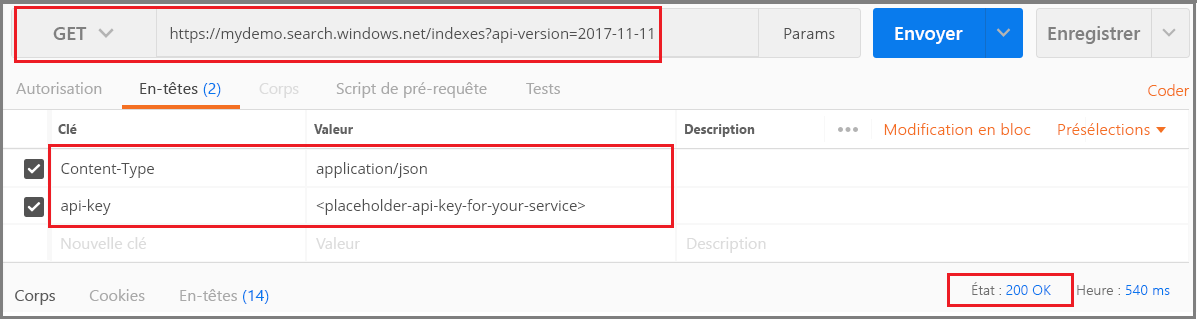 GET https://mydemo.search.windows.net/indexes?api-version=2017-11-11 Params Envoyer Enregistrer
Autorisation En-têtes (2) Corps Script de pré-requête Tests Coder
Clé Valeur Description ••• Modification en bloc Présélections
Content-Type application/json
api-key <placeholder-api-key-for-your-service>
Nouvelle clé Valeur Description
Corps Cookies En-têtes (14) État : 200 OK Heure : 540 ms